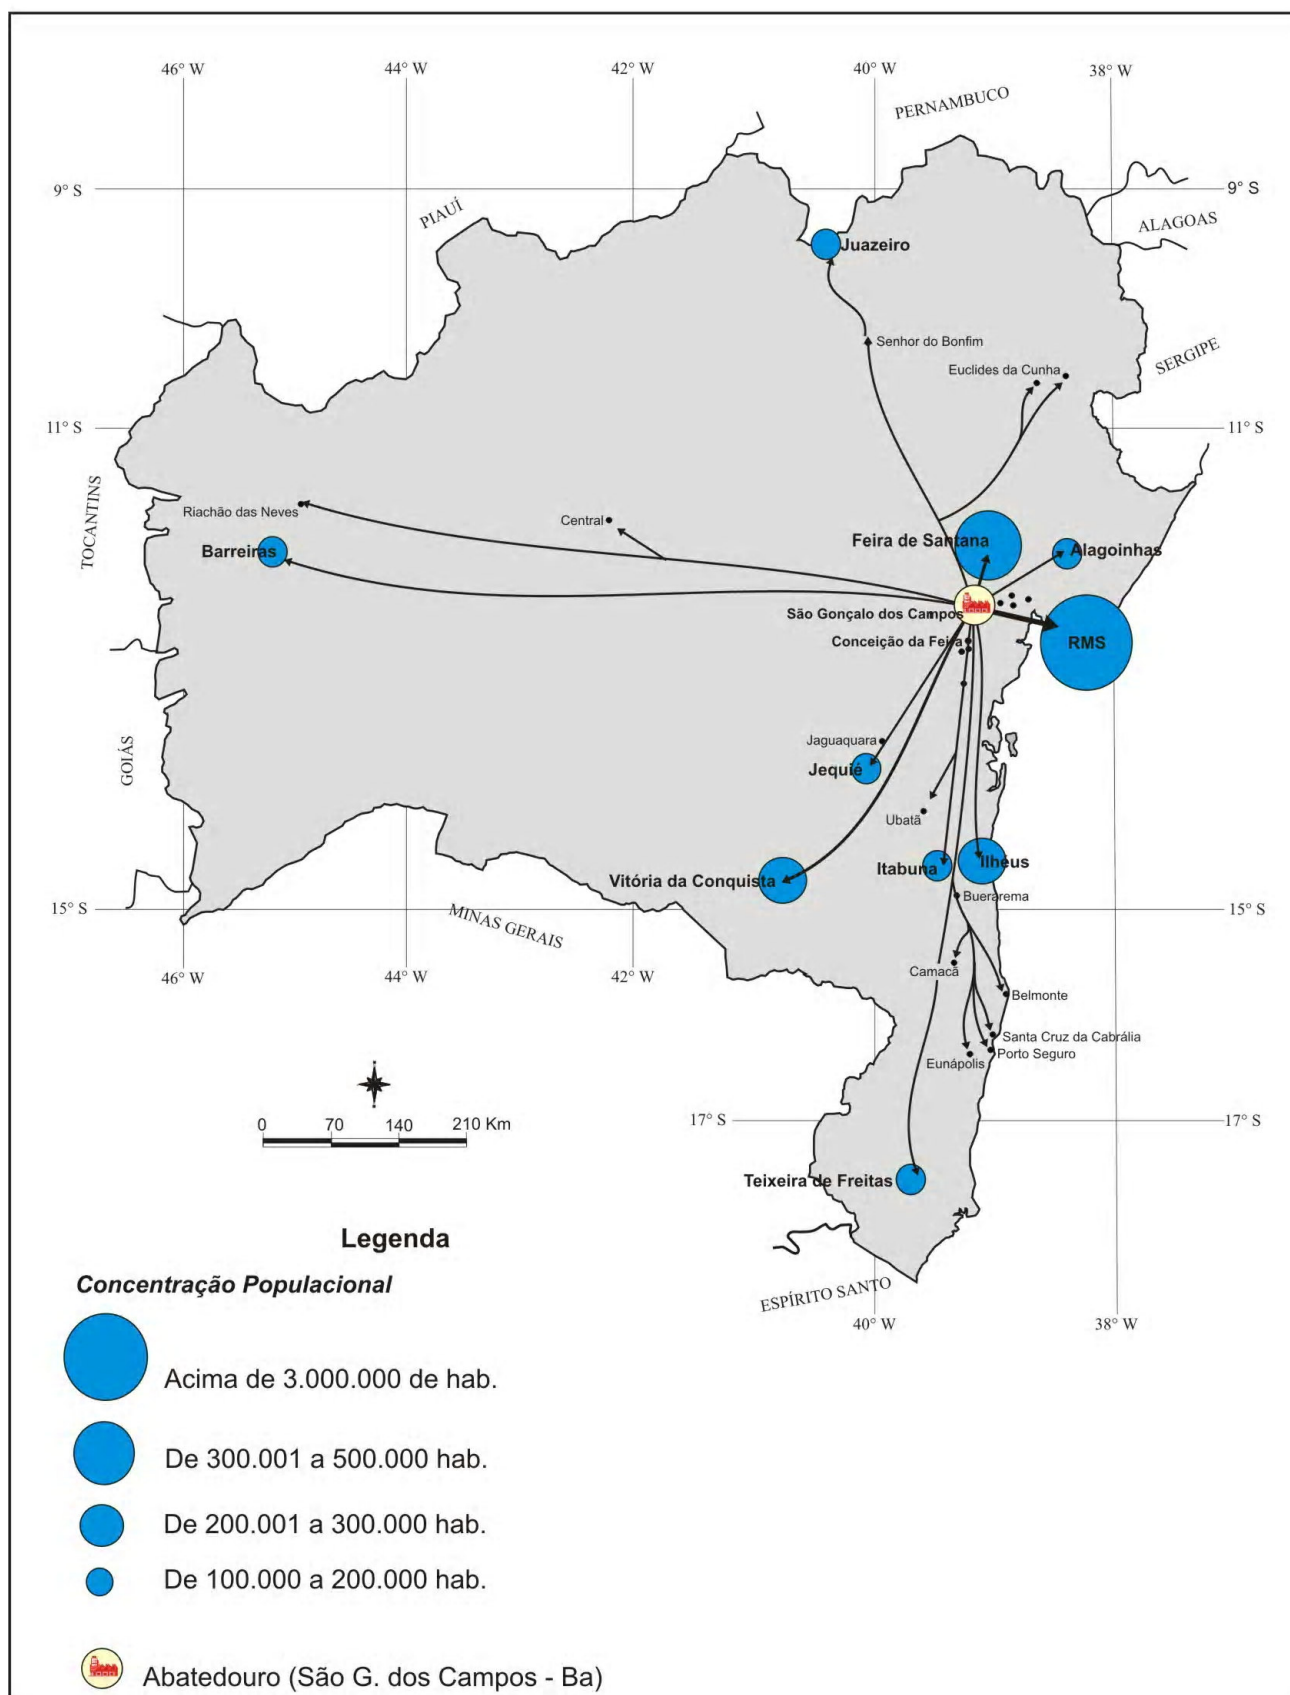 46° W
44° W
42° W
40° W
38° W
PERNAMBUCO
9° S
9° S
PIAUÍ
ALAGOAS
Juazeiro
Senhor do Bonfim
SERGIPE
Euclides da Cunha
11° S
11° S
TOCANTINS
Riachão das Neves
Central
Barreiras
Feira de Santana
Alagoinhas
São Gonçalo dos Campos
Conceição da Feira
RMS
GOIÁS
Jaguaquara
Jequié
Ubatã
Itabuna
Ilhéus
Vitória da Conquista
Buerarema
15° S
15° S
MINAS GERAIS
46° W
44° W
42° W
Camacã
Belmonte
Santa Cruz da Cabrália
Porto Seguro
Eunápolis
0 70 140 210 Km
17° S
17° S
Teixeira de Freitas
ESPÍRITO SANTO
40° W
38° W
Legenda
Concentração Populacional
Acima de 3.000.000 de hab.
De 300.001 a 500.000 hab.
De 200.001 a 300.000 hab.
De 100.000 a 200.000 hab.
Abatedouro (São G. dos Campos - Ba)